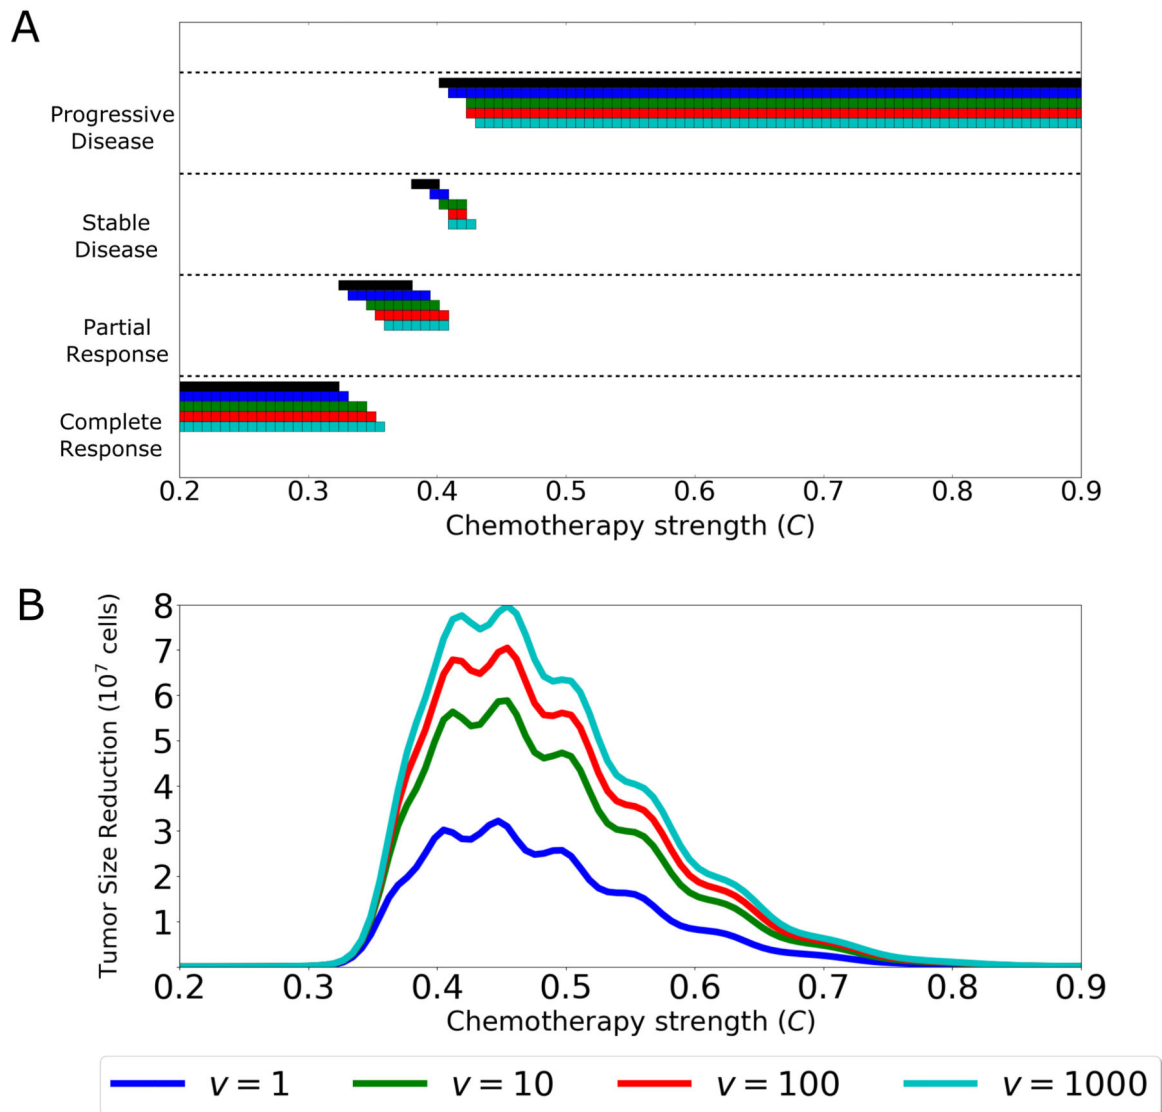 A
Progressive
Disease
Stable
Disease
Partial
Response
Complete
Response
0.2 0.3 0.4 0.5 0.6 0.7 0.8 0.9
Chemotherapy strength (C)
B
Tumor Size Reduction (10⁷ cells)
8
7
6
5
4
3
2
1
0.2 0.3 0.4 0.5 0.6 0.7 0.8 0.9
Chemotherapy strength (C)
v = 1 v = 10 v = 100 v = 1000